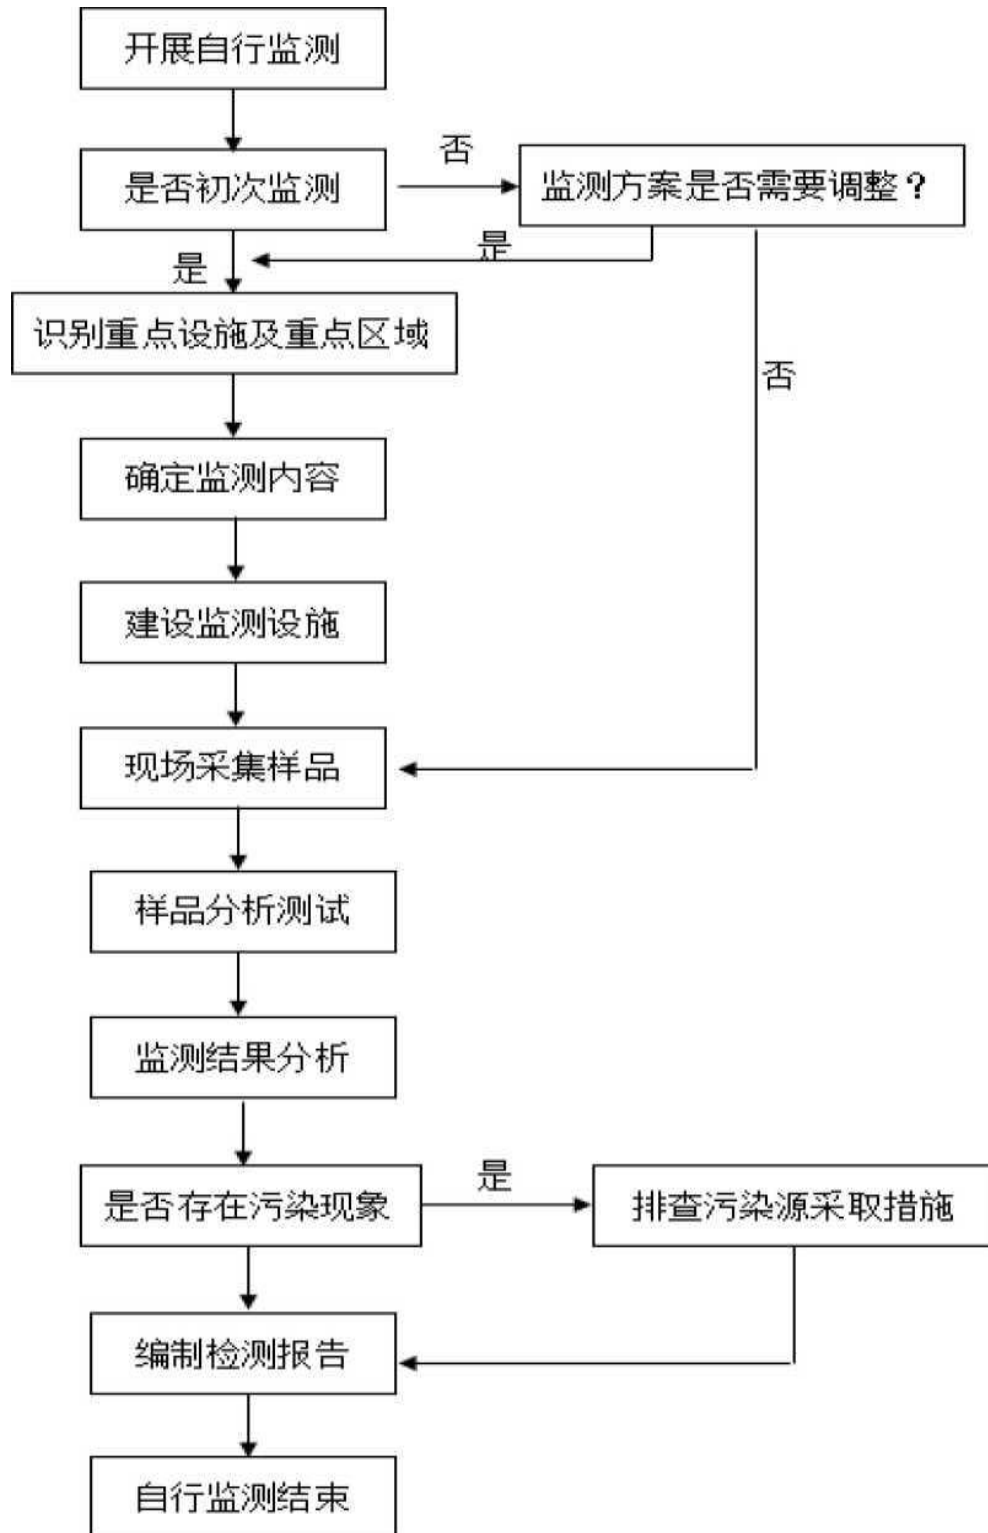 开展自行监测
否
是否初次监测
监测方案是否需要调整？
是
是
识别重点设施及重点区域
否
确定监测内容
建设监测设施
现场采集样品
样品分析测试
监测结果分析
是
是否存在污染现象
排查污染源采取措施
编制检测报告
自行监测结束